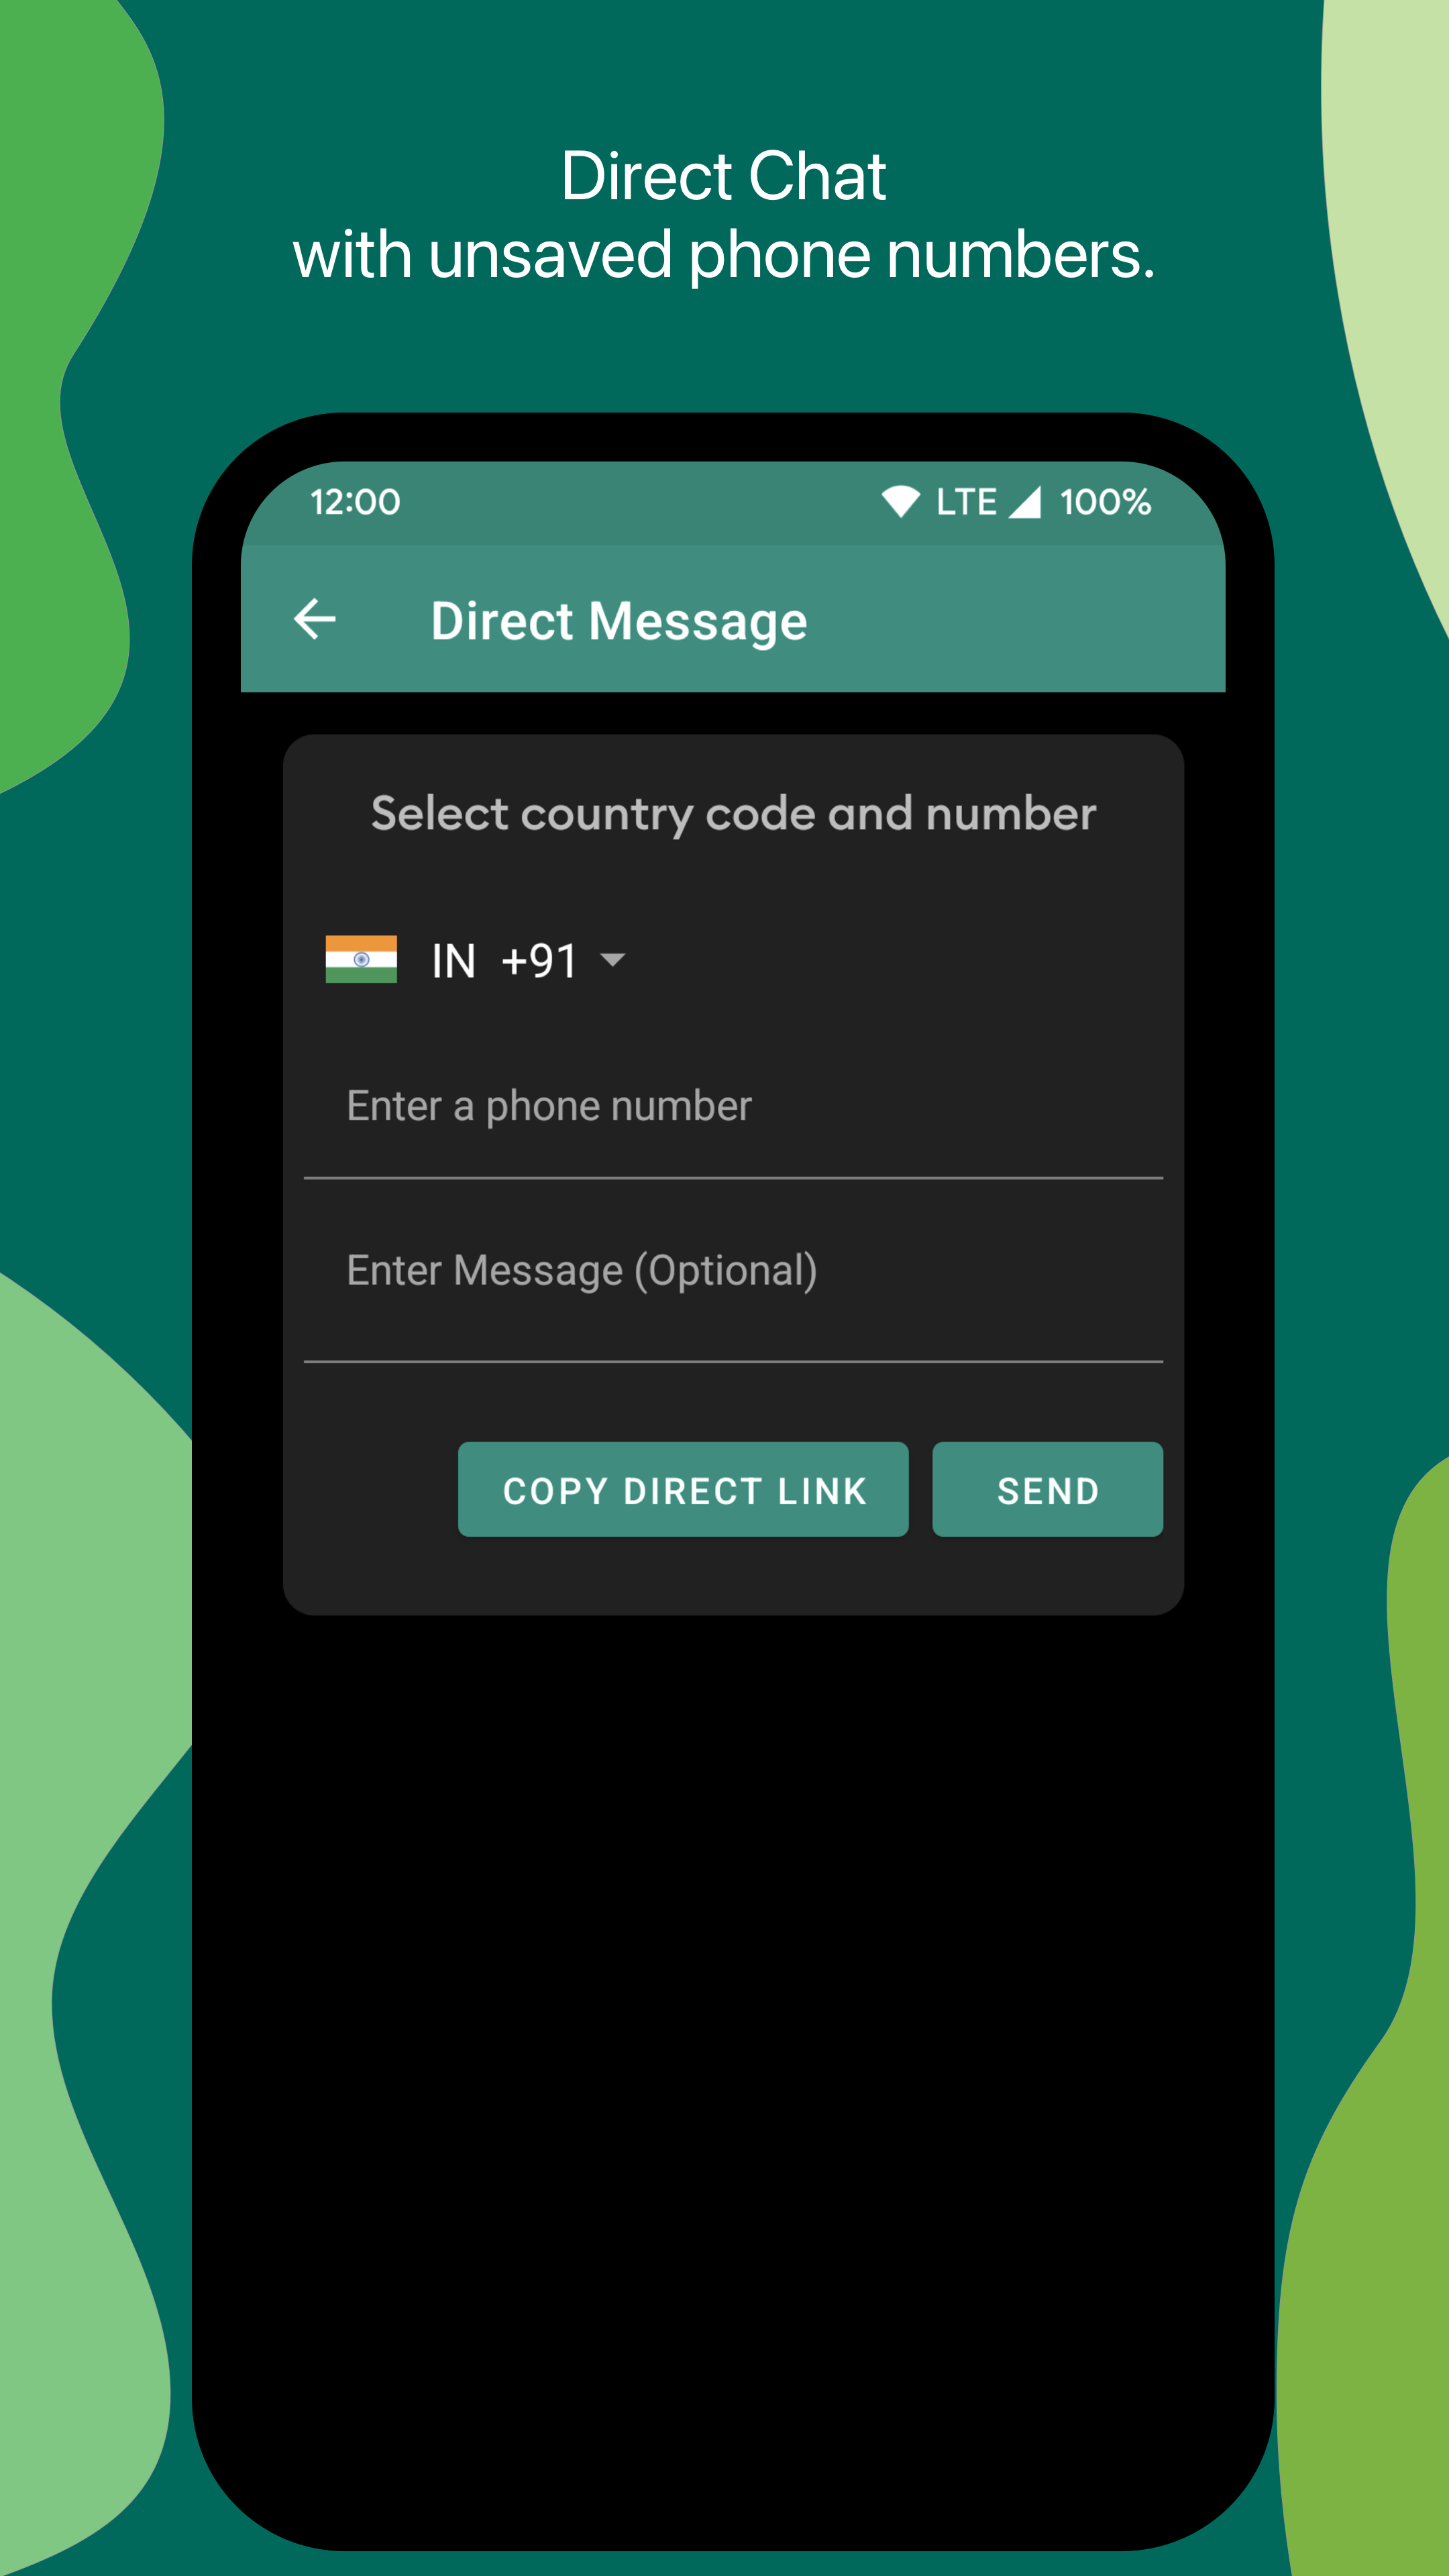 Direct Chat
with unsaved phone numbers.
12:00 LTE 100%
Direct Message
Select country code and number
IN +91
Enter a phone number
Enter Message (Optional)
COPY DIRECT LINK SEND